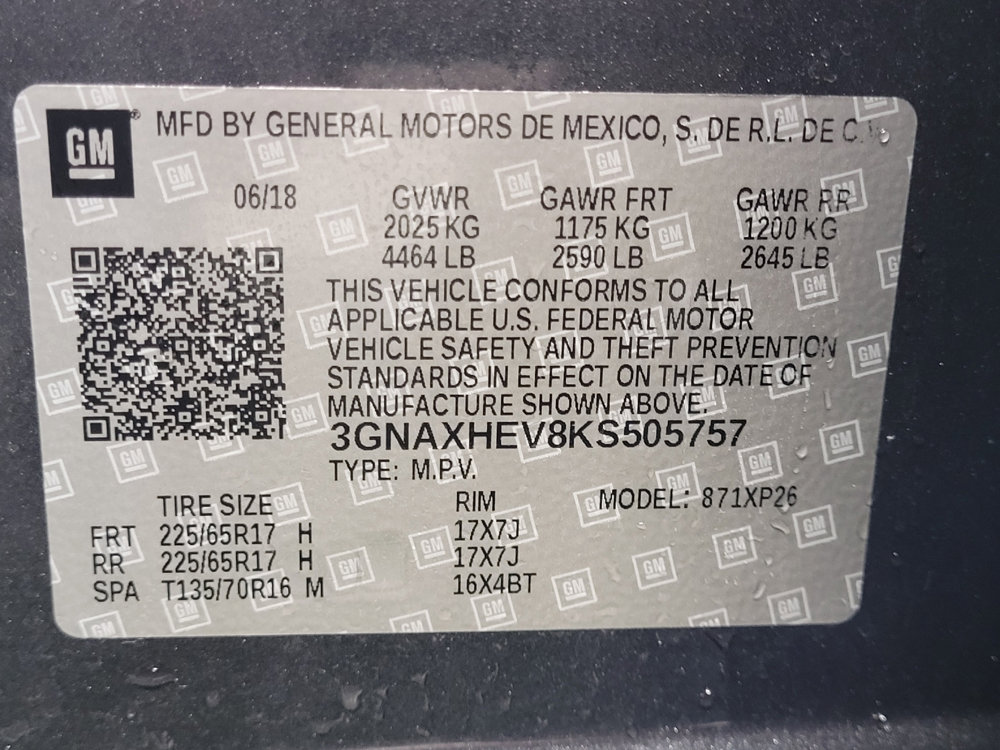 GM
MFD BY GENERAL MOTORS DE MEXICO, S. DE R.L. DE C.V.
06/18 GVWR GAWR FRT GAWR RR
2025 KG 1175 KG 1200 KG
4464 LB 2590 LB 2645 LB
THIS VEHICLE CONFORMS TO ALL
APPLICABLE U.S. FEDERAL MOTOR
VEHICLE SAFETY AND THEFT PREVENTION
STANDARDS IN EFFECT ON THE DATE OF
MANUFACTURE SHOWN ABOVE.
3GNAXHEV8KS505757
TYPE: M.P.V.
TIRE SIZE RIM MODEL: 871XP26
FRT 225/65R17 H 17X7J
RR 225/65R17 H 17X7J
SPA T135/70R16 M 16X4BT